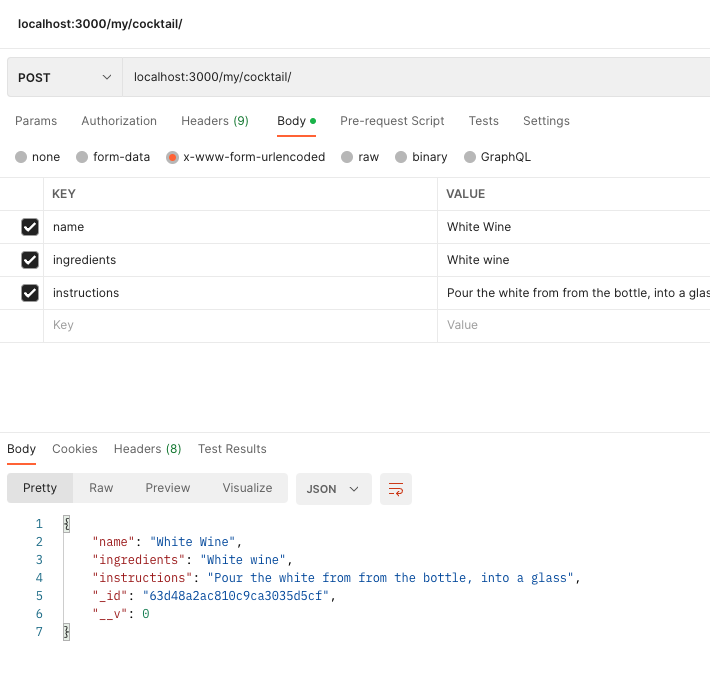 localhost:3000/my/cocktail/
POST localhost:3000/my/cocktail/
Params Authorization Headers (9) Body Pre-request Script Tests Settings
none form-data x-www-form-urlencoded raw binary GraphQL
KEY VALUE
name White Wine
ingredients White wine
instructions Pour the white from from the bottle, into a glas
Key Value
Body Cookies Headers (8) Test Results
Pretty Raw Preview Visualize JSON
1 {
2 "name": "White Wine",
3 "ingredients": "White wine",
4 "instructions": "Pour the white from from the bottle, into a glass",
5 "_id": "63d48a2ac810c9ca3035d5cf",
6 "__v": 0
7 }